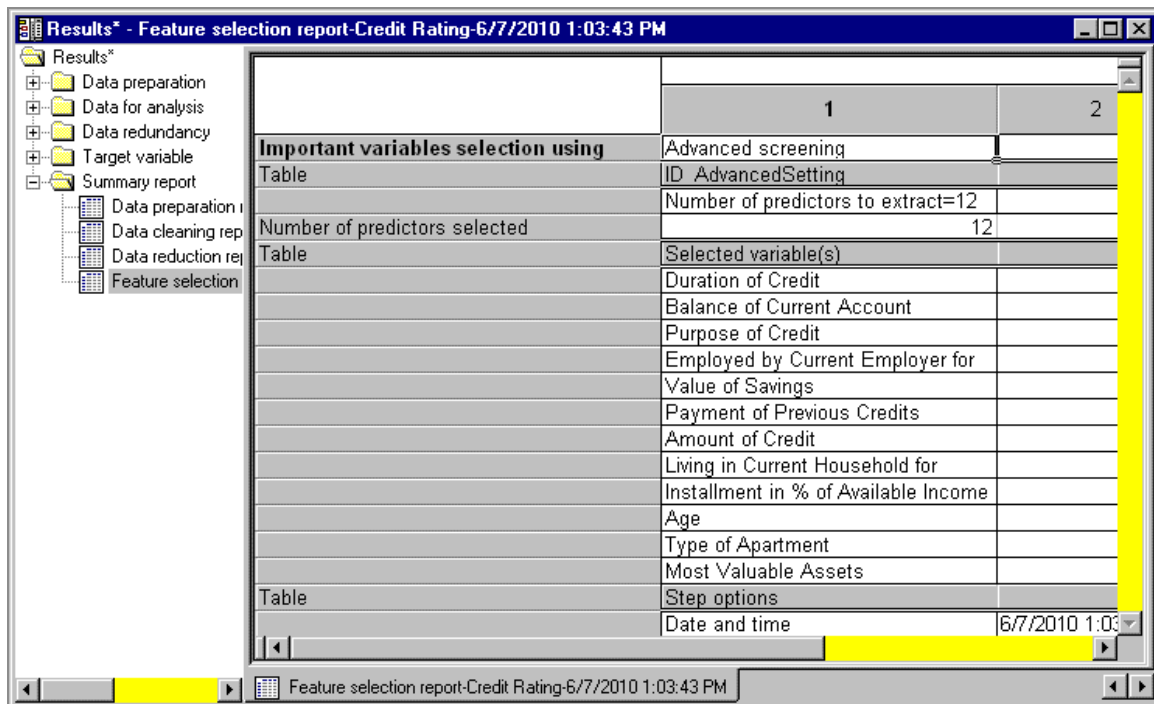 Results* - Feature selection report-Credit Rating-6/7/2010 1:03:43 PM
Results*
Data preparation
Data for analysis
Data redundancy
Target variable
Summary report
Data preparation
Data cleaning rep
Data reduction rep
Feature selection
1 2
Important variables selection using Advanced screening
Table ID_AdvancedSetting
Number of predictors to extract=12
Number of predictors selected 12
Table Selected variable(s)
Duration of Credit
Balance of Current Account
Purpose of Credit
Employed by Current Employer for
Value of Savings
Payment of Previous Credits
Amount of Credit
Living in Current Household for
Installment in % of Available Income
Age
Type of Apartment
Most Valuable Assets
Table Step options
Date and time 6/7/2010 1:03
Feature selection report-Credit Rating-6/7/2010 1:03:43 PM